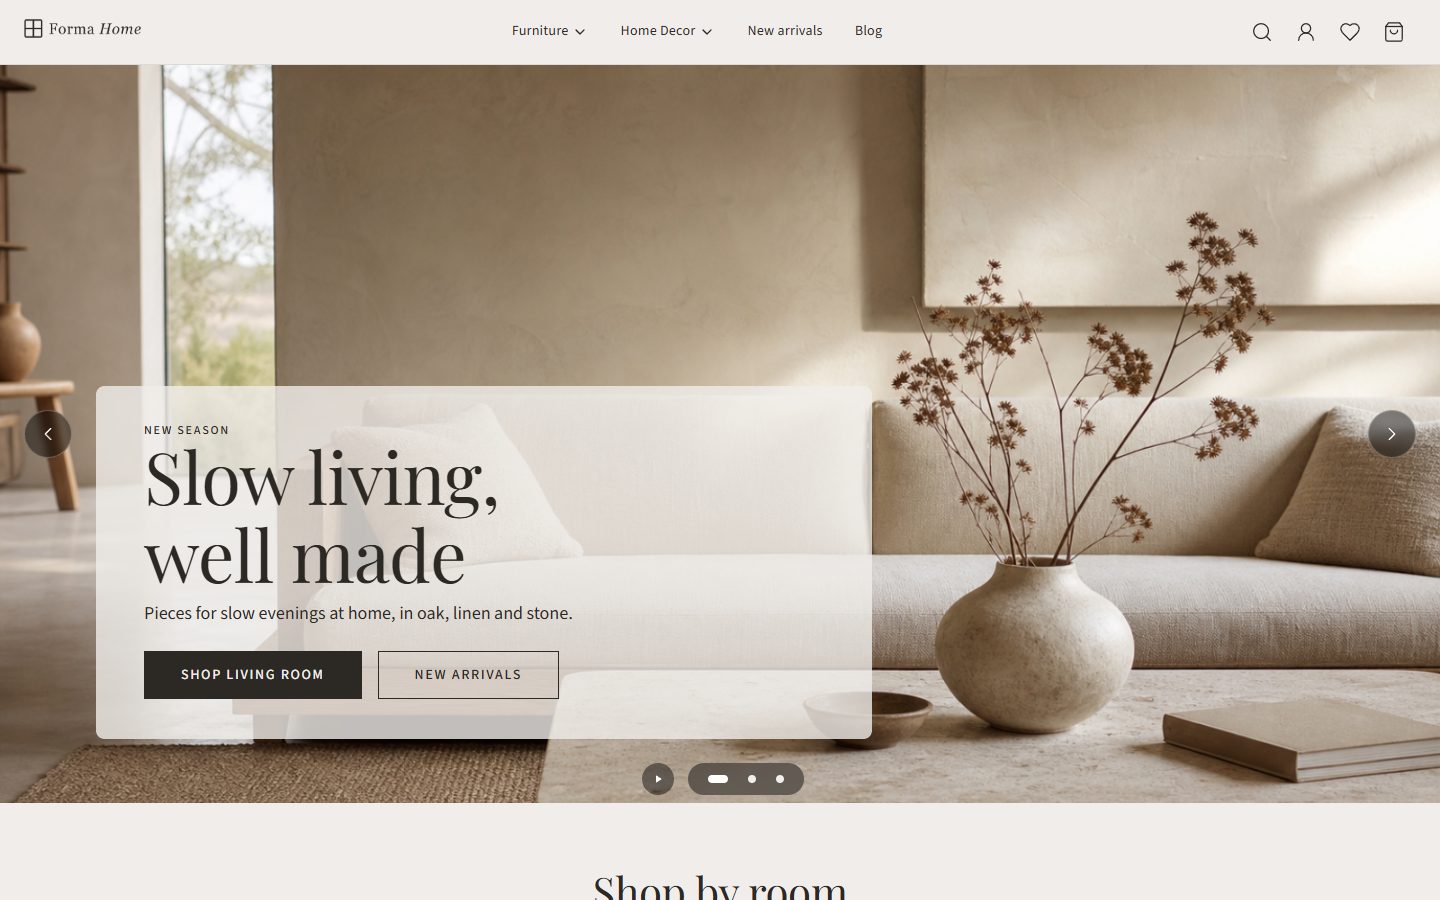 Forma Home
Furniture
Home Decor
New arrivals
Blog
NEW SEASON
Slow living,
well made
Pieces for slow evenings at home, in oak, linen and stone.
SHOP LIVING ROOM
NEW ARRIVALS
Shop by room